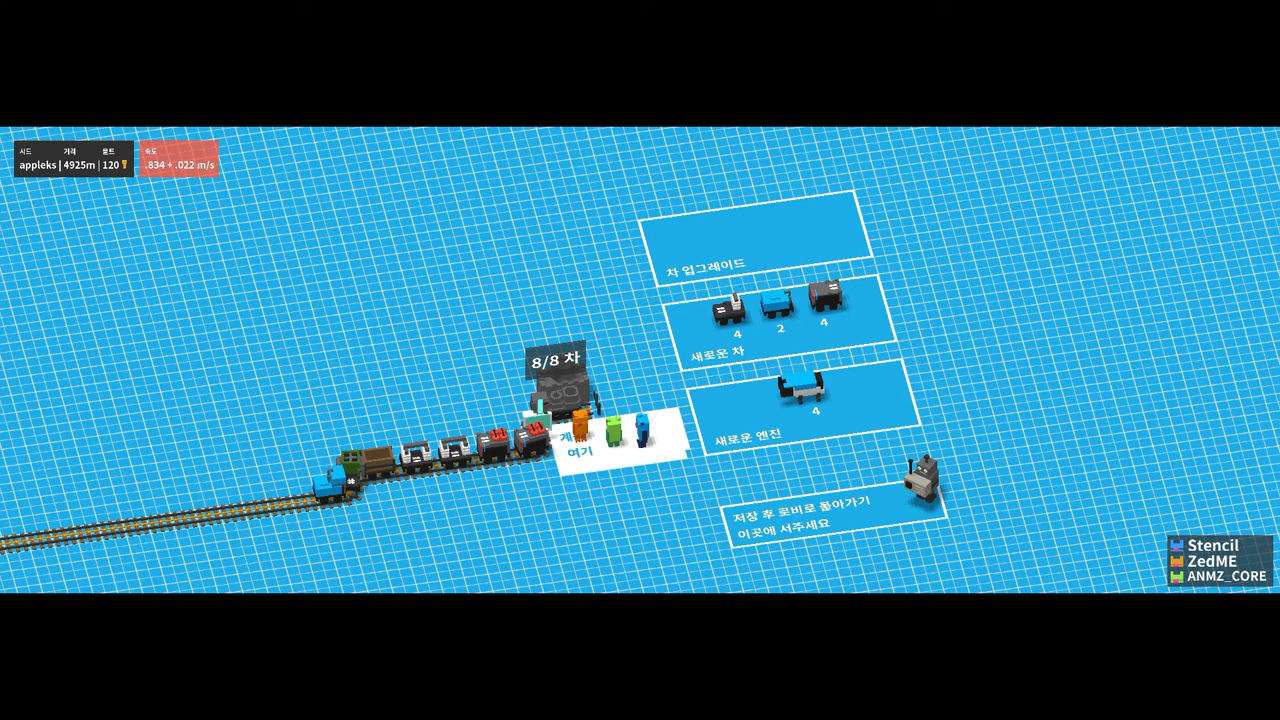 시드 거리 볼트
appleks | 4925m | 120
속도
.834 + .022 m/s
차 업그레이드
4 2 4
새로운 차
8/8 차
4
새로운 엔진
여기
저장 후 로비로 돌아가기
이곳에 서주세요
Stencil
ZedME
ANMZ_CORE